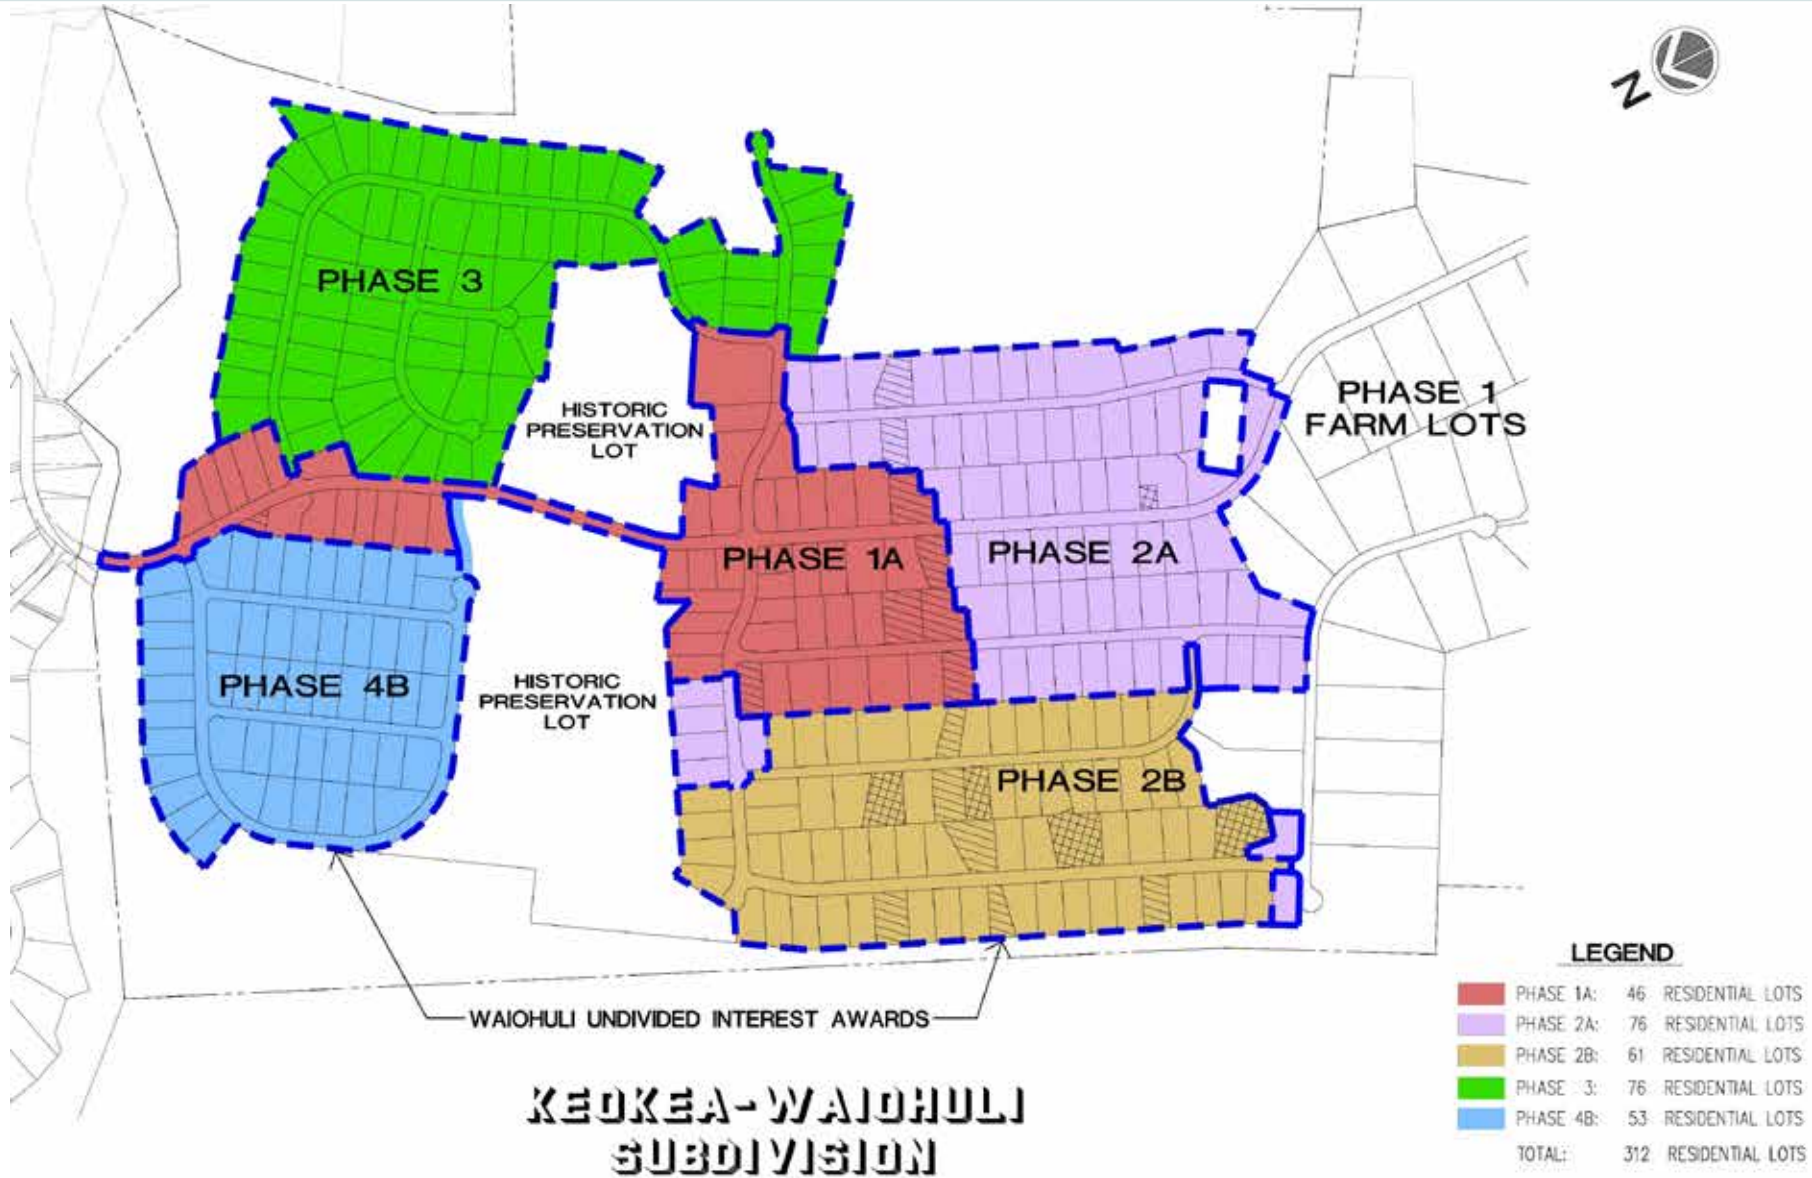 N
PHASE 3
PHASE 1
FARM LOTS
HISTORIC
PRESERVATION
LOT
PHASE 1A
PHASE 2A
PHASE 4B
HISTORIC
PRESERVATION
LOT
PHASE 2B
WAIOHULI UNDIVIDED INTEREST AWARDS
KEOKEA-WAIOHULI
SUBDIVISION
LEGEND
PHASE 1A: 46 RESIDENTIAL LOTS
PHASE 2A: 76 RESIDENTIAL LOTS
PHASE 2B: 61 RESIDENTIAL LOTS
PHASE 3: 76 RESIDENTIAL LOTS
PHASE 4B: 53 RESIDENTIAL LOTS
TOTAL: 312 RESIDENTIAL LOTS